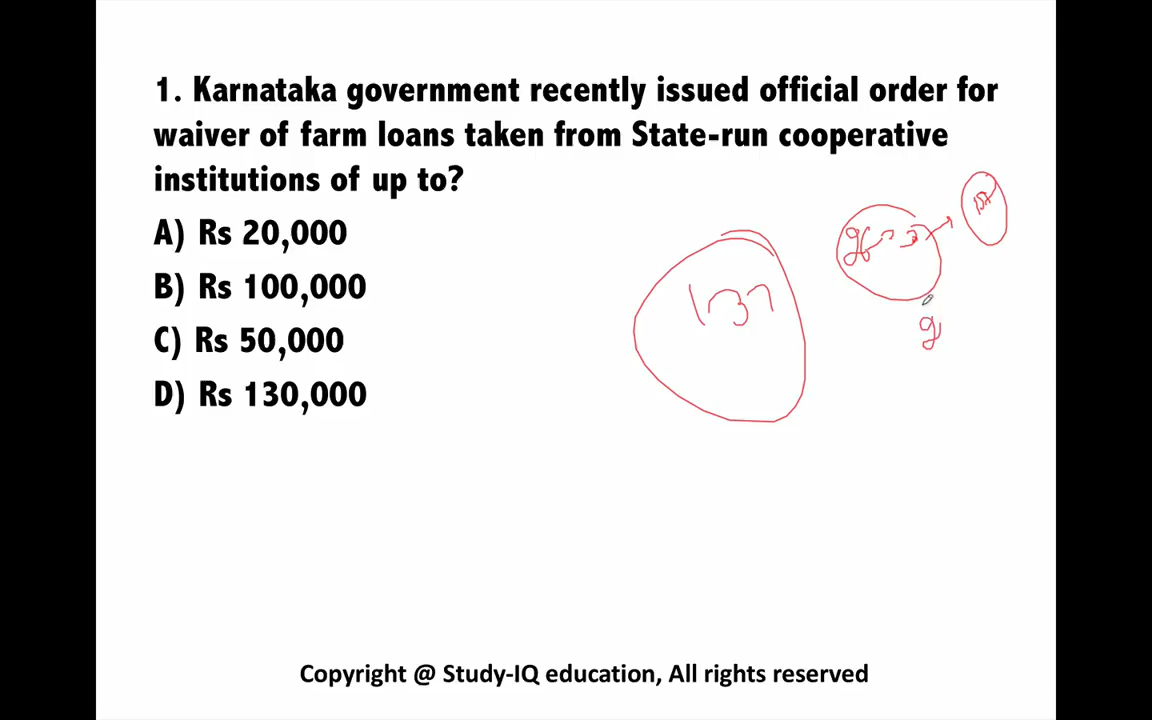 1. Karnataka government recently issued official order for
waiver of farm loans taken from State-run cooperative
institutions of up to?
A) Rs 20,000
B) Rs 100,000
C) Rs 50,000
D) Rs 130,000
Copyright @ Study-IQ education, All rights reserved